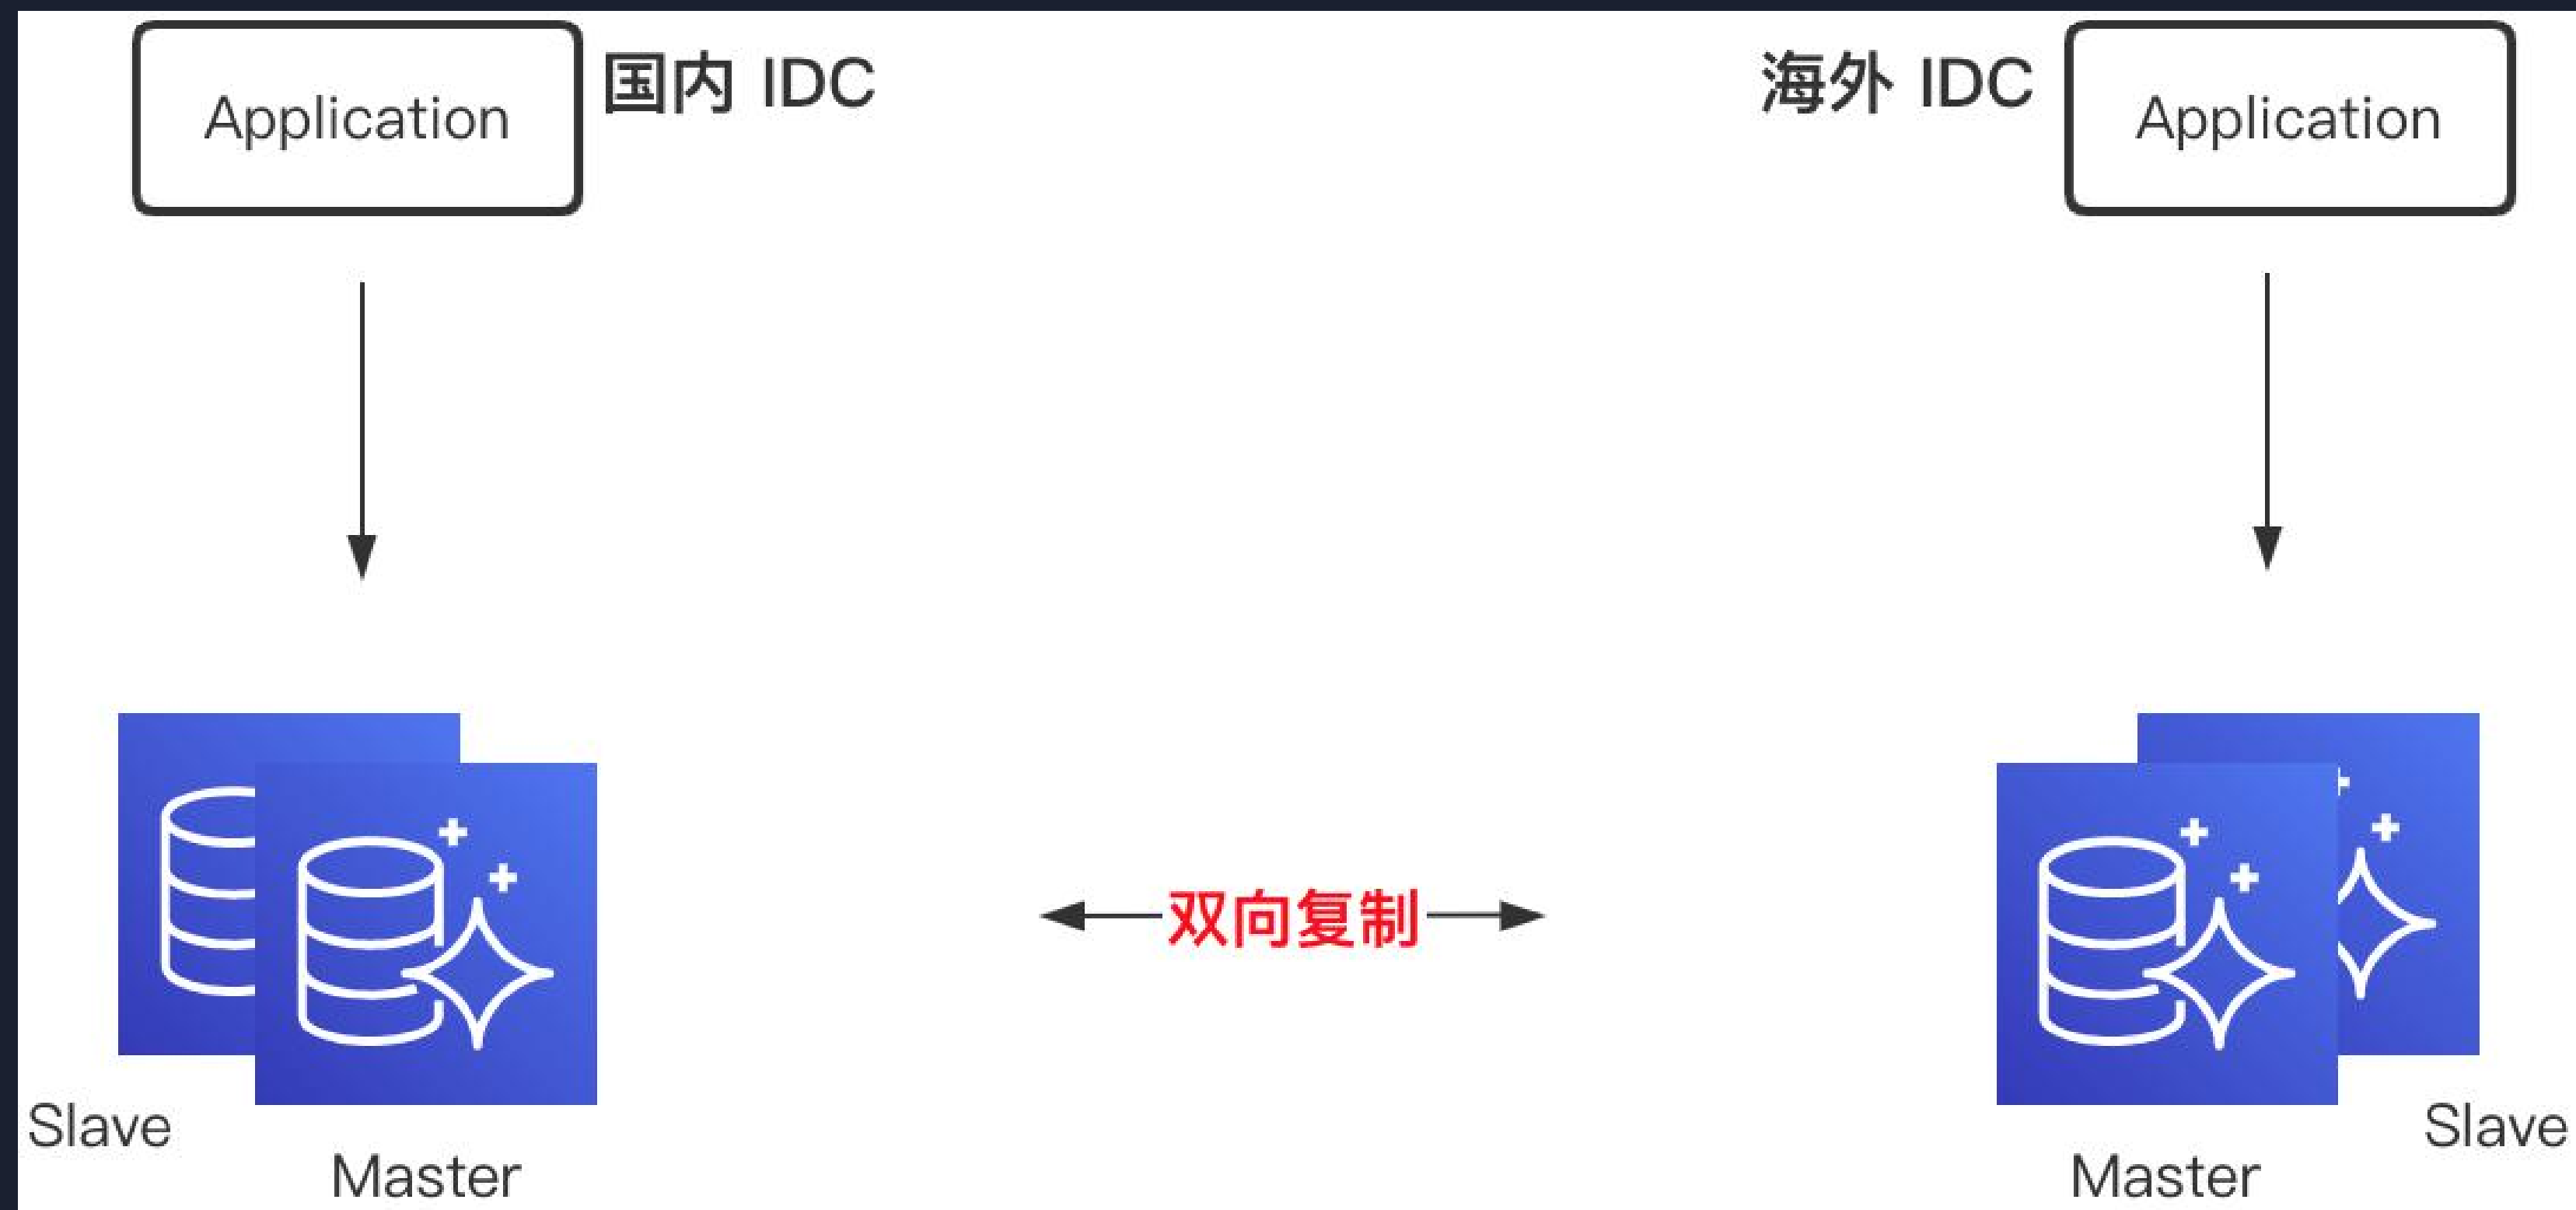 Application
国内 IDC
海外 IDC
Application
双向复制
Slave
Master
Master
Slave